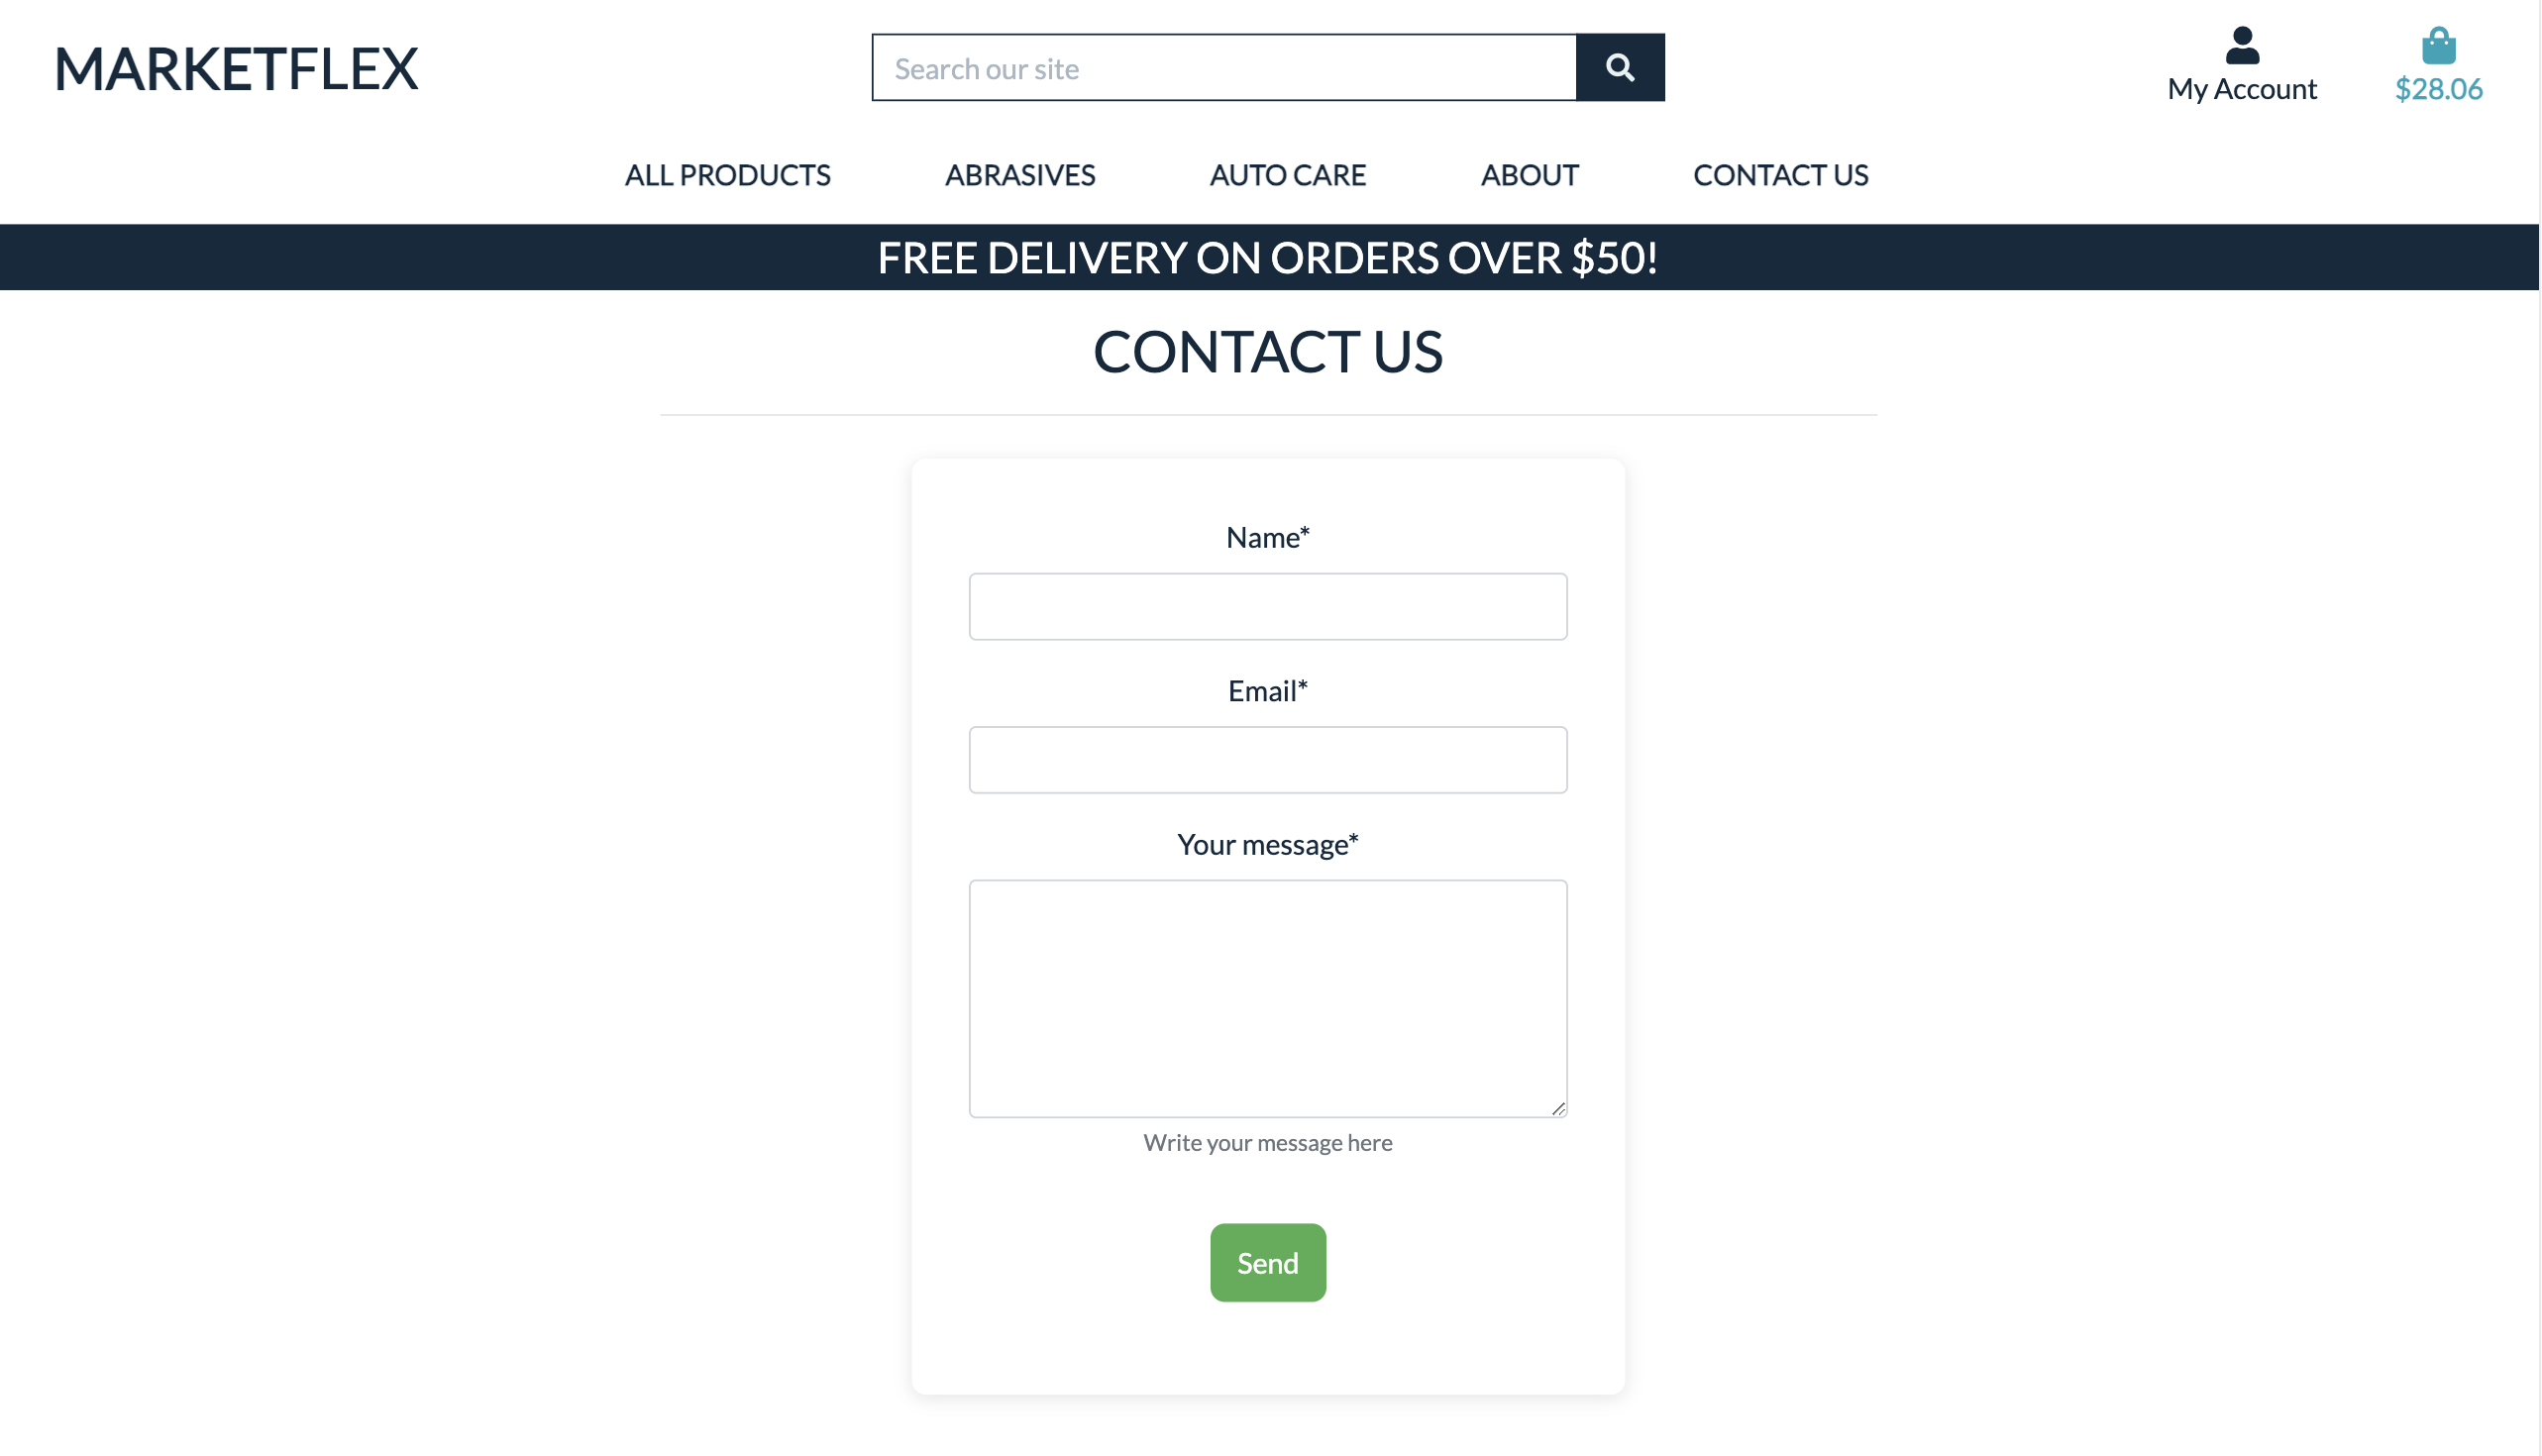 MARKETFLEX
Search our site
My Account
$28.06
ALL PRODUCTS
ABRASIVES
AUTO CARE
ABOUT
CONTACT US
FREE DELIVERY ON ORDERS OVER $50!
CONTACT US
Name*
Email*
Your message*
Write your message here
Send